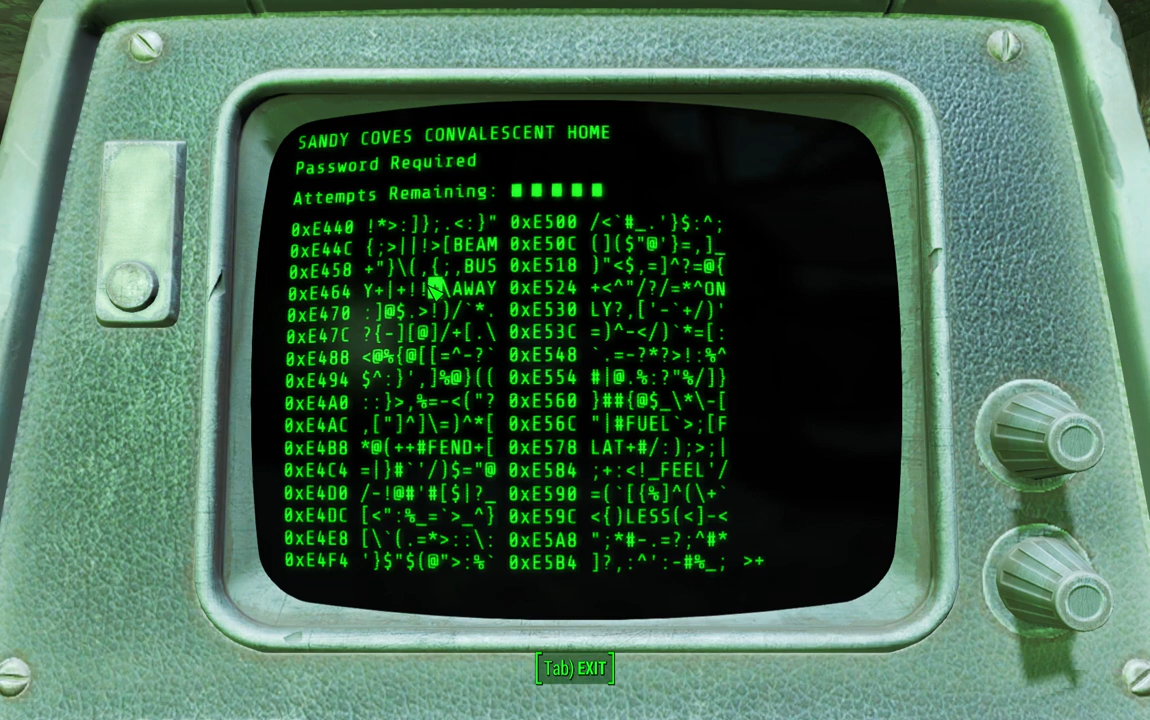 SANDY COVES CONVALESCENT HOME
Password Required
Attempts Remaining: ■ ■ ■ ■ ■
0xE440 !*>:]};.<:}" 0xE500 /<`#_.'}$:^;
0xE44C {;>||!>[BEAM 0xE50C (]($"@'}=,]_
0xE458 +"}\(,{;,BUS 0xE518 )"<$,=]^?=@{
0xE464 Y+|+!!~\AWAY 0xE524 +<^"/?/=*^ON
0xE470 :]@$.>!)/`*. 0xE530 LY?,['-`+/)'
0xE47C ?{-][@]/+[.\ 0xE53C =)^-</)`*=[:
0xE488 <@%{@[[=^-?` 0xE548 `.=-?*?>!:%^
0xE494 $^:}',]%@}(( 0xE554 #|@.%:?"%/]}
0xE4A0 ::}>,%=-<("? 0xE560 }##{@$_\*\-[
0xE4AC ,["]^]\=)^*[ 0xE56C "|#FUEL`>;[F
0xE4B8 *@(++#FEND+[ 0xE578 LAT+#/:);>;|
0xE4C4 =|}#`'/)$="@ 0xE584 ;+:<!_FEEL'/
0xE4D0 /-!@#'#[$|?_ 0xE590 =(`[{%]^(\+`
0xE4DC [<":%_=`>_^} 0xE59C <{)LESS(<]-<
0xE4E8 [\`(.=*>::\: 0xE5A8 ";*#-.=?;^#*
0xE4F4 '}$"$(@">:%` 0xE5B4 ]?,:^':-#%_; >+
[Tab) EXIT]